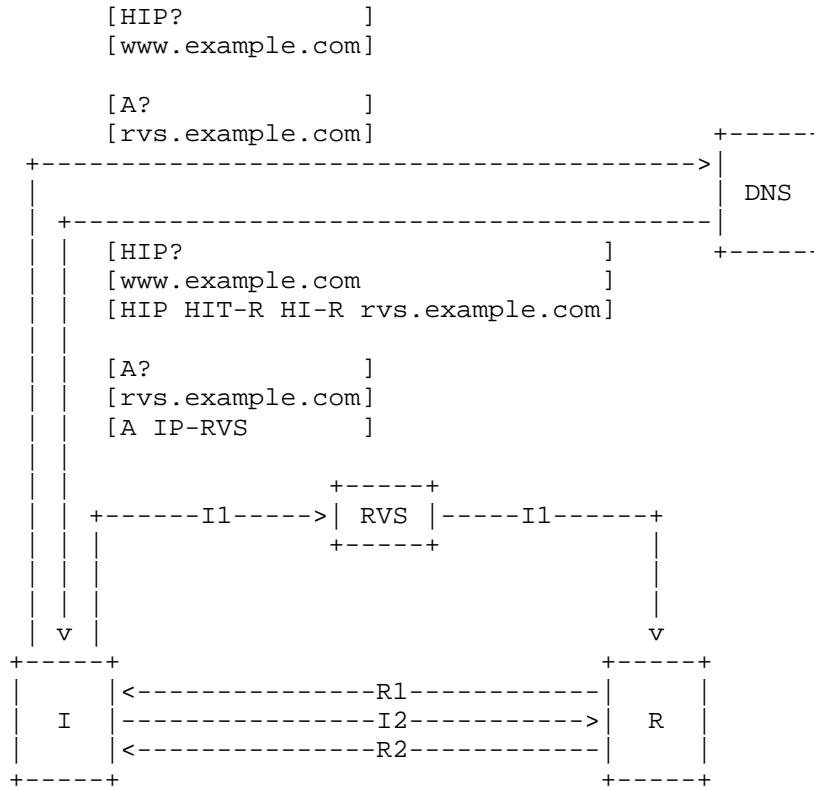 [HIP? ]
[www.example.com]
[A? ]
[rvs.example.com]
DNS
[HIP? ]
[www.example.com ]
[HIP HIT-R HI-R rvs.example.com]
[A? ]
[rvs.example.com]
[A IP-RVS ]
I1 RVS I1
R1
I I2 R
R2